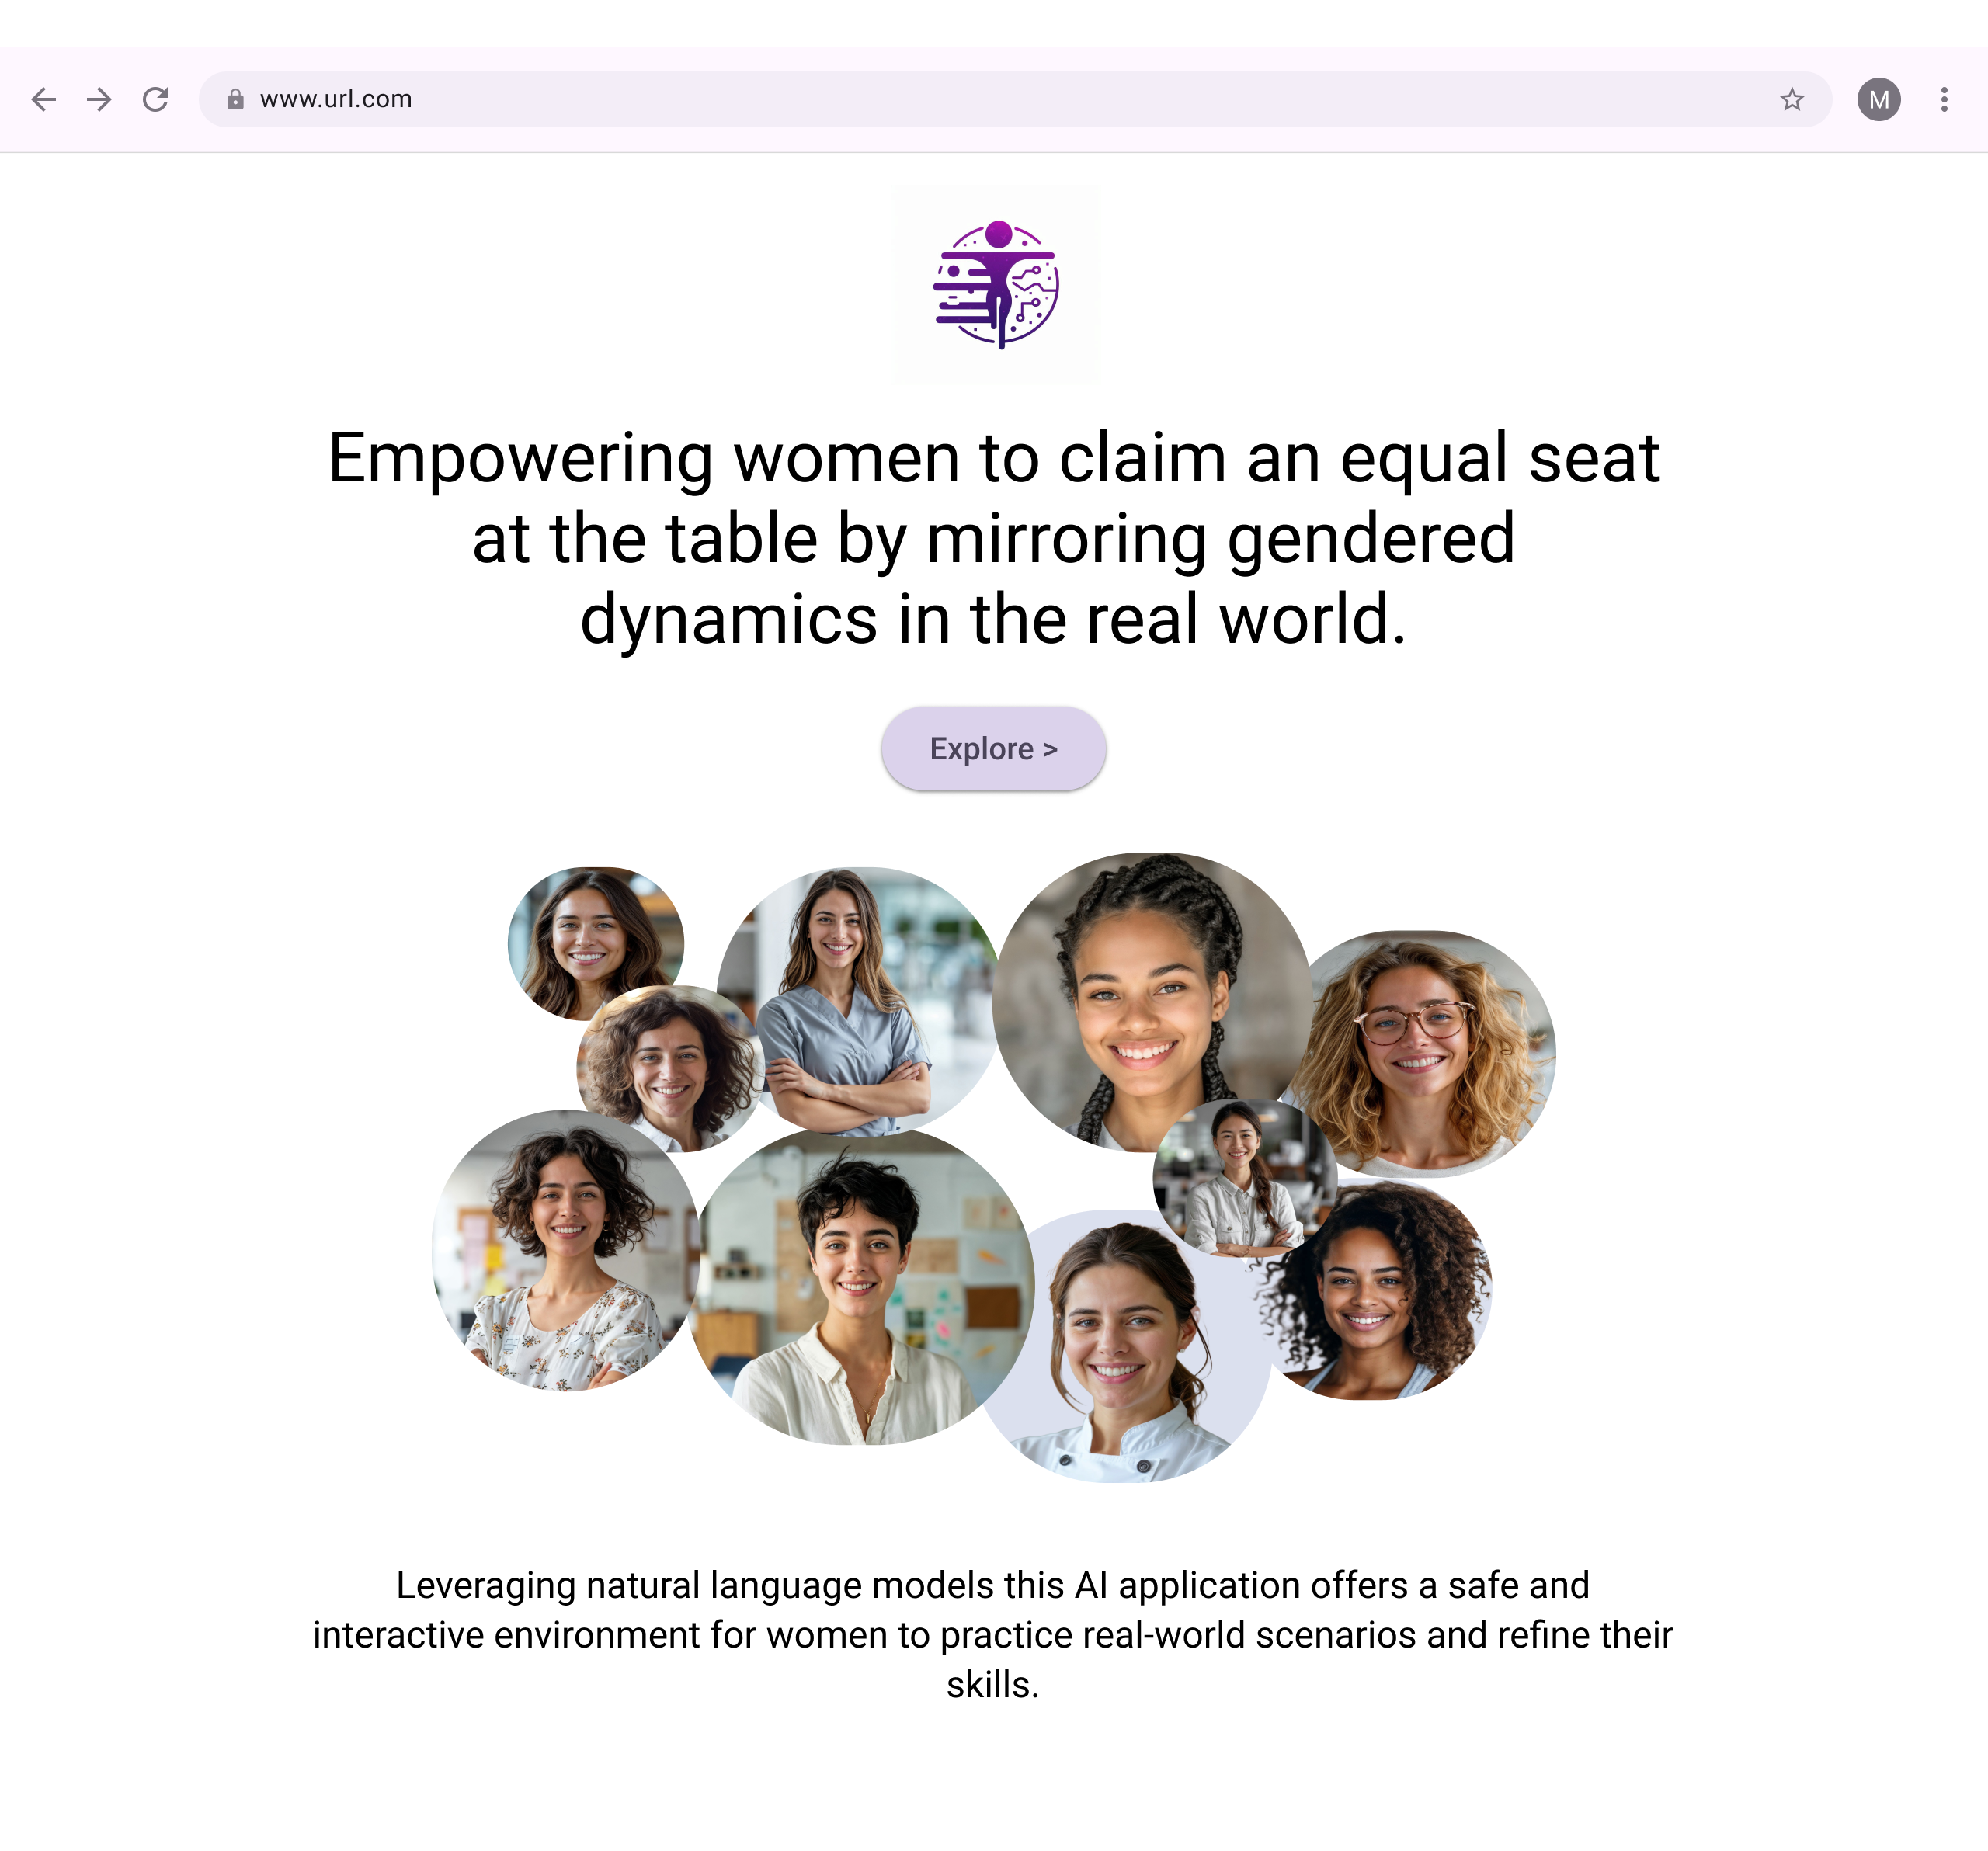 www.url.com
M
Empowering women to claim an equal seat
at the table by mirroring gendered
dynamics in the real world.
Explore >
Leveraging natural language models this AI application offers a safe and
interactive environment for women to practice real-world scenarios and refine their
skills.